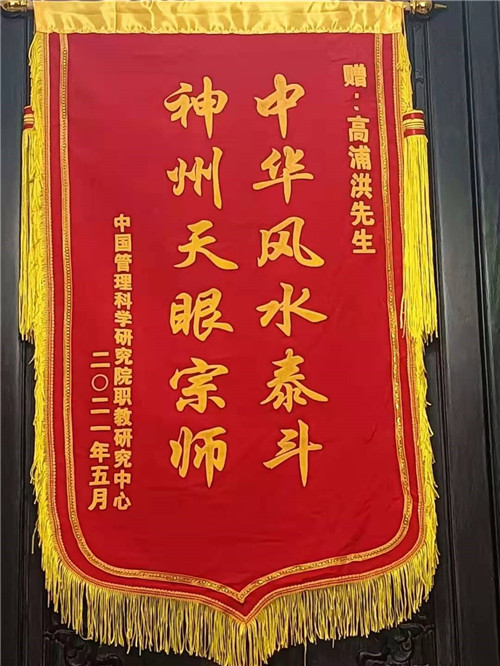 赠：高浦洪先生
中华风水泰斗
神州天眼宗师
中国管理科学研究院职教研究中心
二〇二一年五月